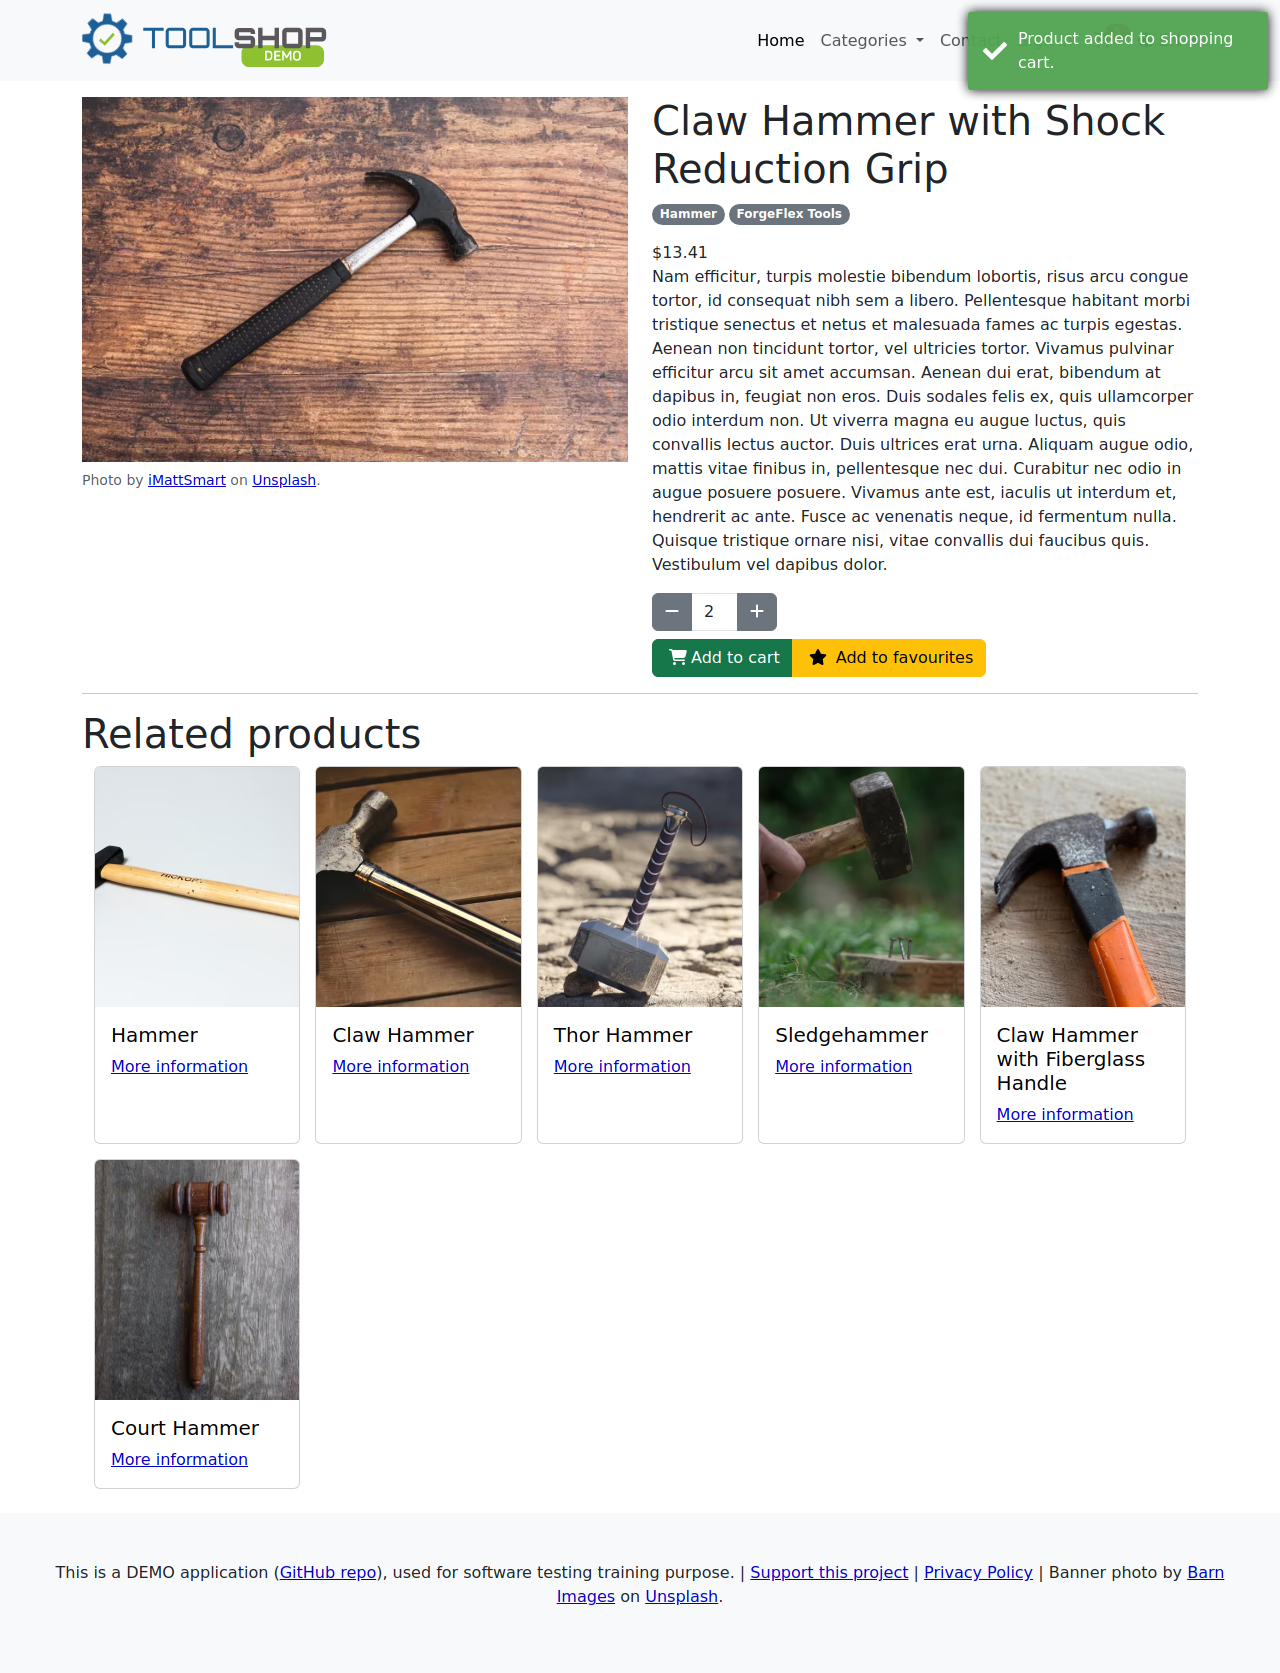 TOOLSHOP
DEMO
Home
Categories
Product added to shopping
cart.
Claw Hammer with Shock
Reduction Grip
Hammer ForgeFlex Tools
$13.41
Nam efficitur, turpis molestie bibendum lobortis, risus arcu congue
tortor, id consequat nibh sem a libero. Pellentesque habitant morbi
tristique senectus et netus et malesuada fames ac turpis egestas.
Aenean non tincidunt tortor, vel ultricies tortor. Vivamus pulvinar
efficitur arcu sit amet accumsan. Aenean dui erat, bibendum at
dapibus in, feugiat non eros. Duis sodales felis ex, quis ullamcorper
odio interdum non. Ut viverra magna eu augue luctus, quis
convallis lectus auctor. Duis ultrices erat urna. Aliquam augue odio,
mattis vitae finibus in, pellentesque nec dui. Curabitur nec odio in
augue posuere posuere. Vivamus ante est, iaculis ut interdum et,
hendrerit ac ante. Fusce ac venenatis neque, id fermentum nulla.
Quisque tristique ornare nisi, vitae convallis dui faucibus quis.
Vestibulum vel dapibus dolor.
Photo by iMattSmart on Unsplash.
2
Add to cart
Add to favourites
Related products
Hammer
More information
Claw Hammer
More information
Thor Hammer
More information
Sledgehammer
More information
Claw Hammer
with Fiberglass
Handle
More information
Court Hammer
More information
This is a DEMO application (GitHub repo), used for software testing training purpose. | Support this project | Privacy Policy | Banner photo by Barn
Images on Unsplash.